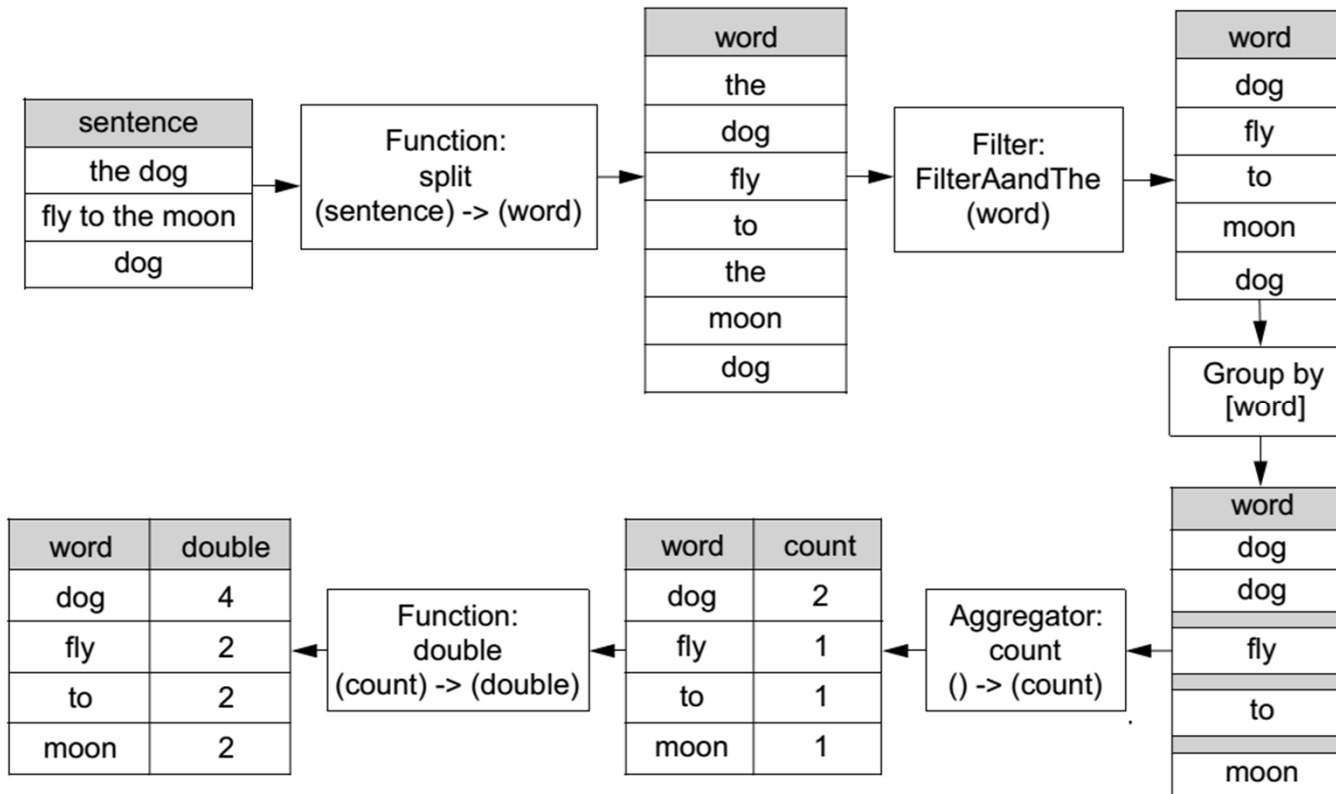 sentence
the dog
fly to the moon
dog
Function:
split
(sentence) -> (word)
word
the
dog
fly
to
the
moon
dog
Filter:
FilterAandThe
(word)
word
dog
fly
to
moon
dog
Group by
[word]
word
dog
dog
fly
to
moon
Aggregator:
count
() -> (count)
word count
dog 2
fly 1
to 1
moon 1
Function:
double
(count) -> (double)
word double
dog 4
fly 2
to 2
moon 2